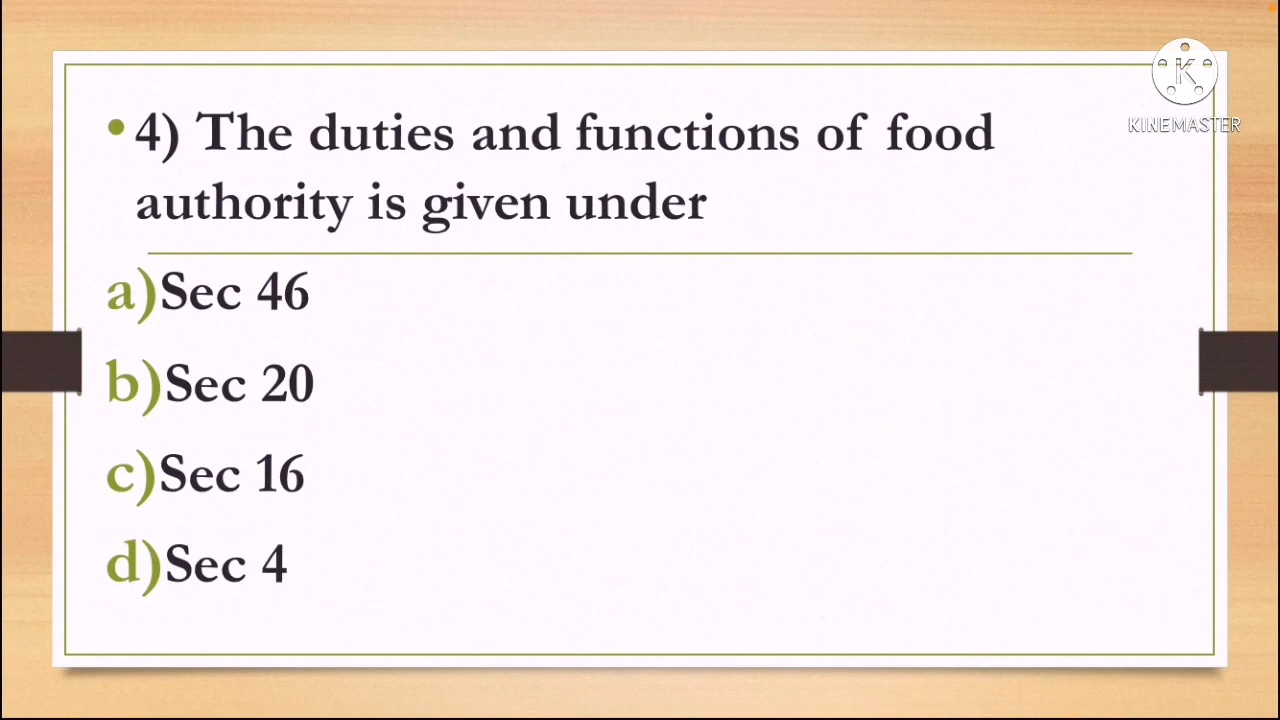 • 4) The duties and functions of food
authority is given under
a)Sec 46
b)Sec 20
c)Sec 16
d)Sec 4
K
KINEMASTER